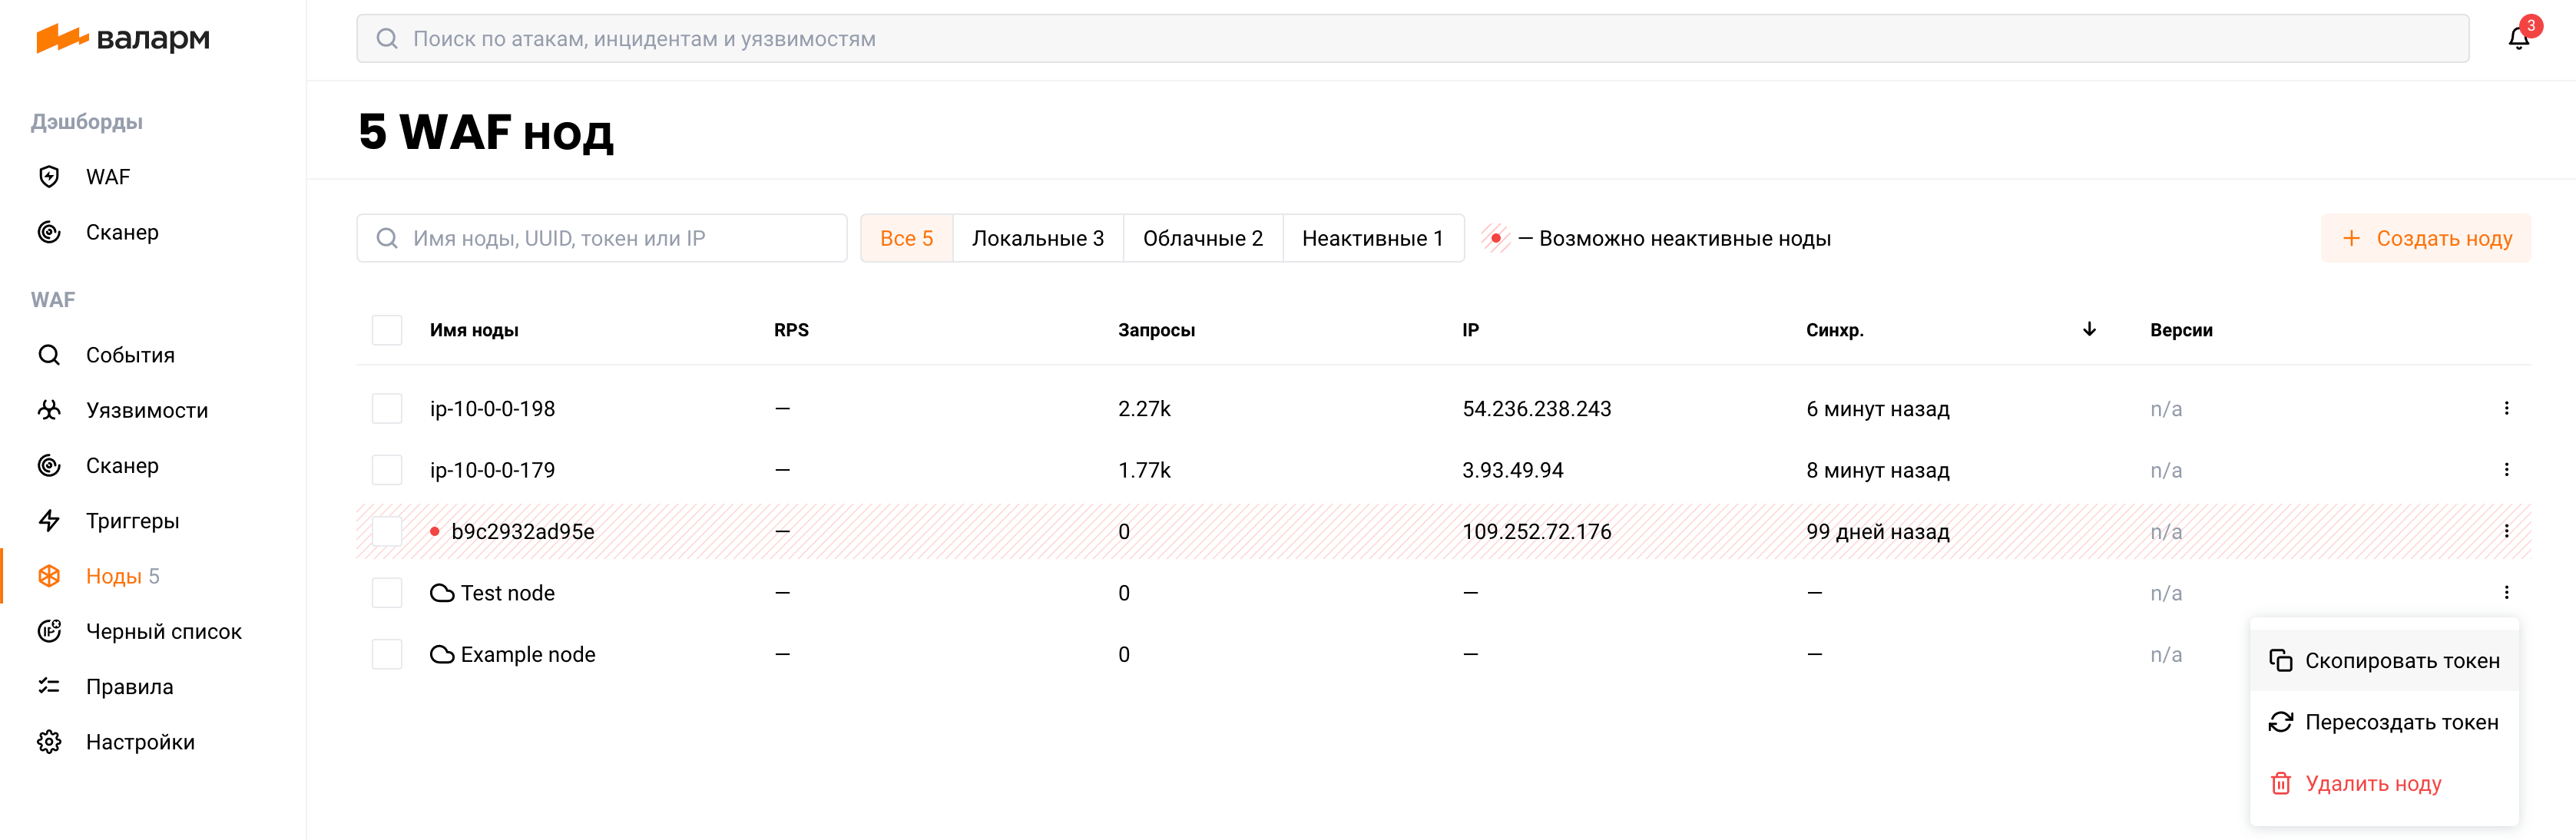 валарм
Поиск по атакам, инцидентам и уязвимостям
3
Дэшборды
WAF
Сканер
WAF
События
Уязвимости
Сканер
Триггеры
Ноды 5
Черный список
Правила
Настройки
5 WAF нод
Имя ноды, UUID, токен или IP
Все 5 Локальные 3 Облачные 2 Неактивные 1 — Возможно неактивные ноды
+ Создать ноду
Имя ноды RPS Запросы IP Синхр. ↓ Версии
ip-10-0-0-198 — 2.27k 54.236.238.243 6 минут назад n/a
ip-10-0-0-179 — 1.77k 3.93.49.94 8 минут назад n/a
b9c2932ad95e — 0 109.252.72.176 99 дней назад n/a
Test node — 0 — — n/a
Example node — 0 — — n/a
Скопировать токен
Пересоздать токен
Удалить ноду